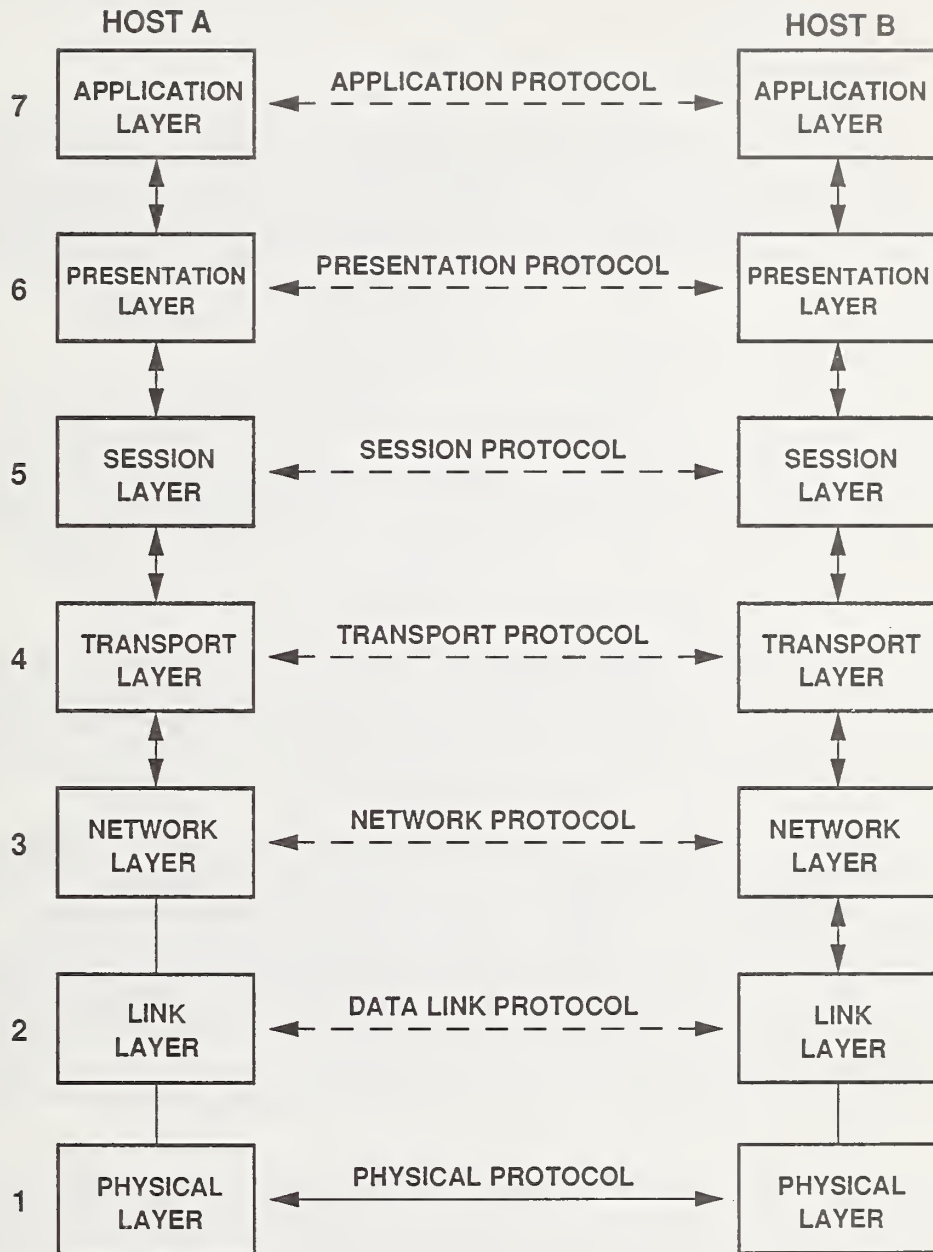 HOST A
HOST B
7
APPLICATION
LAYER
APPLICATION PROTOCOL
APPLICATION
LAYER
6
PRESENTATION
LAYER
PRESENTATION PROTOCOL
PRESENTATION
LAYER
5
SESSION
LAYER
SESSION PROTOCOL
SESSION
LAYER
4
TRANSPORT
LAYER
TRANSPORT PROTOCOL
TRANSPORT
LAYER
3
NETWORK
LAYER
NETWORK PROTOCOL
NETWORK
LAYER
2
LINK
LAYER
DATA LINK PROTOCOL
LINK
LAYER
1
PHYSICAL
LAYER
PHYSICAL PROTOCOL
PHYSICAL
LAYER